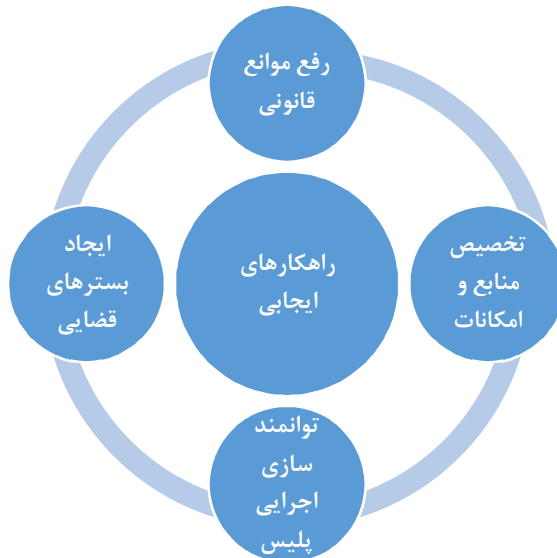 رفع موانع
قانونی
راهکارهای
ایجابی
تخصیص
منابع و
امکانات
توانمند
سازی
اجرایی
پلیس
ایجاد
بسترهای
قضایی